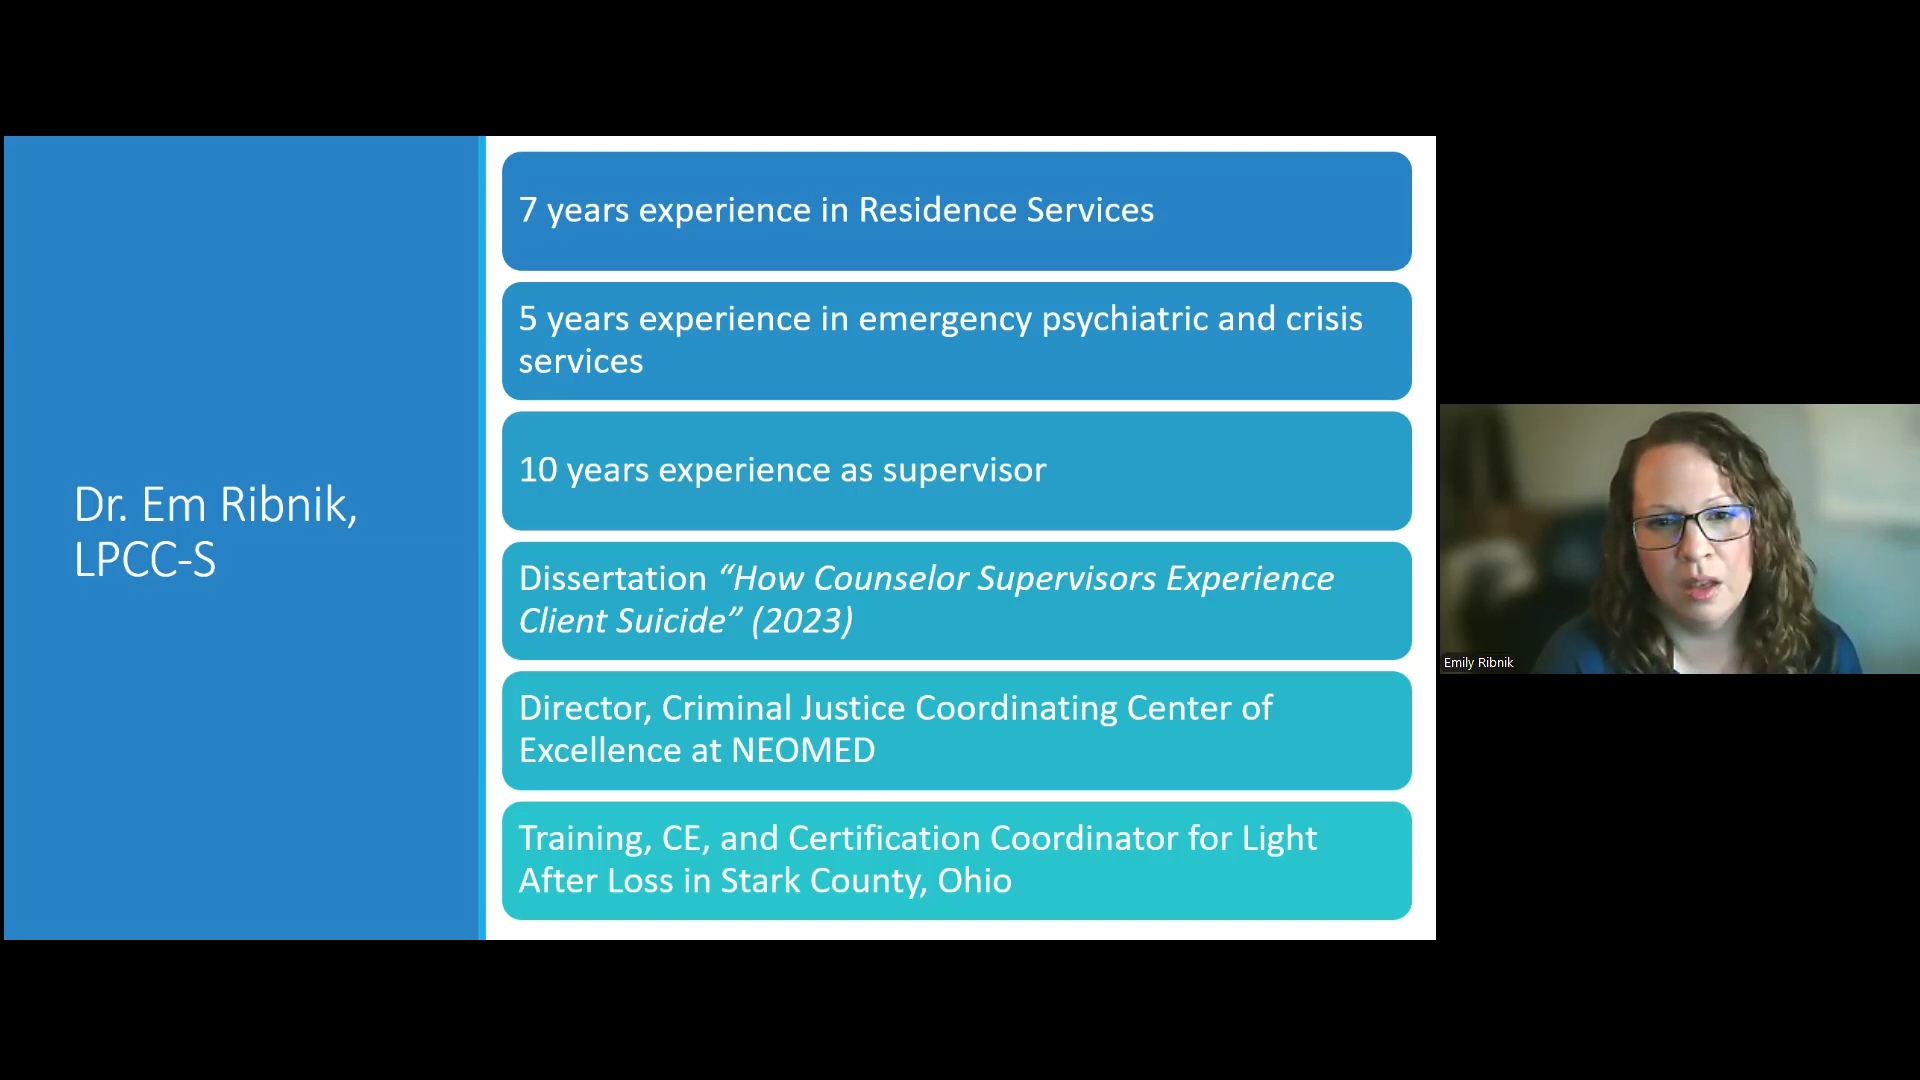 Dr. Em Ribnik,
LPCC-S
7 years experience in Residence Services
5 years experience in emergency psychiatric and crisis
services
10 years experience as supervisor
Dissertation “How Counselor Supervisors Experience
Client Suicide” (2023)
Director, Criminal Justice Coordinating Center of
Excellence at NEOMED
Training, CE, and Certification Coordinator for Light
After Loss in Stark County, Ohio
Emily Ribnik